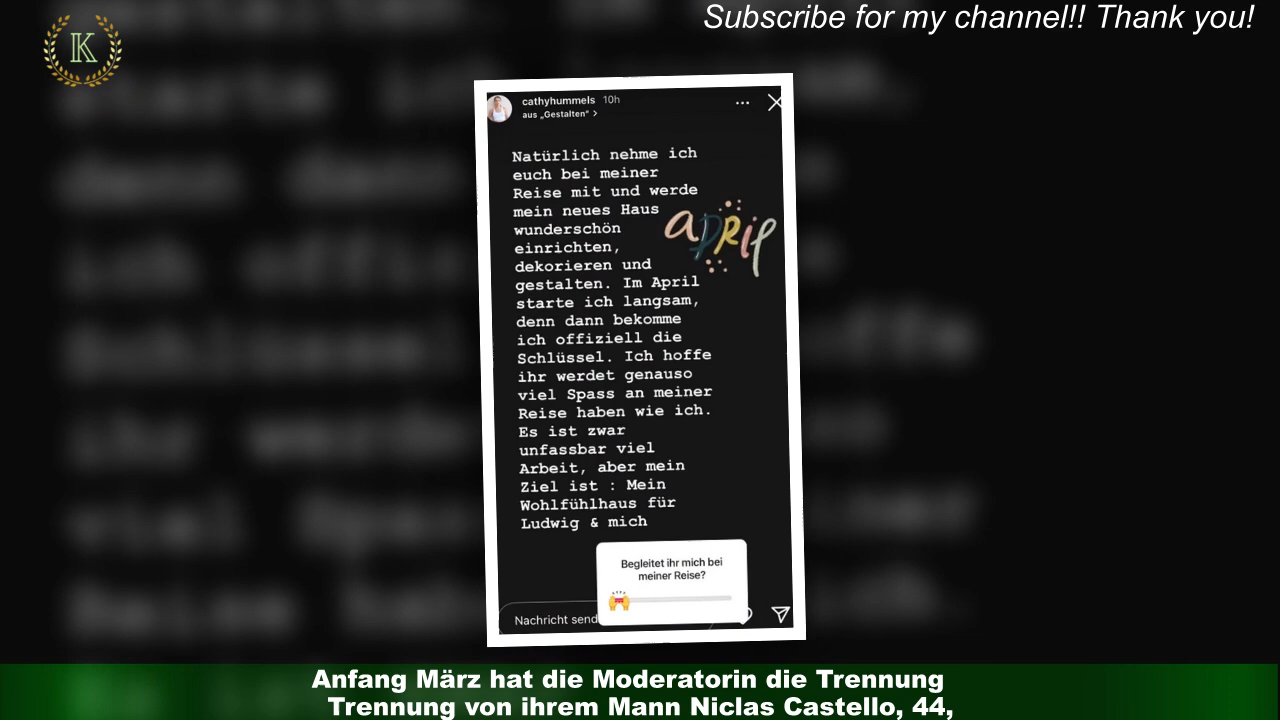 Subscribe for my channel!! Thank you!
K
cathyhummels 10h
aus „Gestalten" >
Natürlich nehme ich
euch bei meiner
Reise mit und werde
mein neues Haus
wunderschön
einrichten,
dekorieren und
gestalten. Im April
starte ich langsam,
denn dann bekomme
ich offiziell die
Schlüssel. Ich hoffe
ihr werdet genauso
viel Spass an meiner
Reise haben wie ich.
Es ist zwar
unfassbar viel
Arbeit, aber mein
Ziel ist : Mein
Wohlfühlhaus für
Ludwig & mich
april
Begleitet ihr mich bei
meiner Reise?
Nachricht send
Anfang März hat die Moderatorin die Trennung
Trennung von ihrem Mann Niclas Castello, 44,